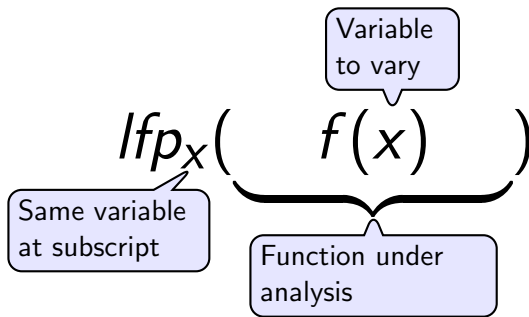 Variable
to vary
lfpₓ( f(x) )
Same variable
at subscript
Function under
analysis